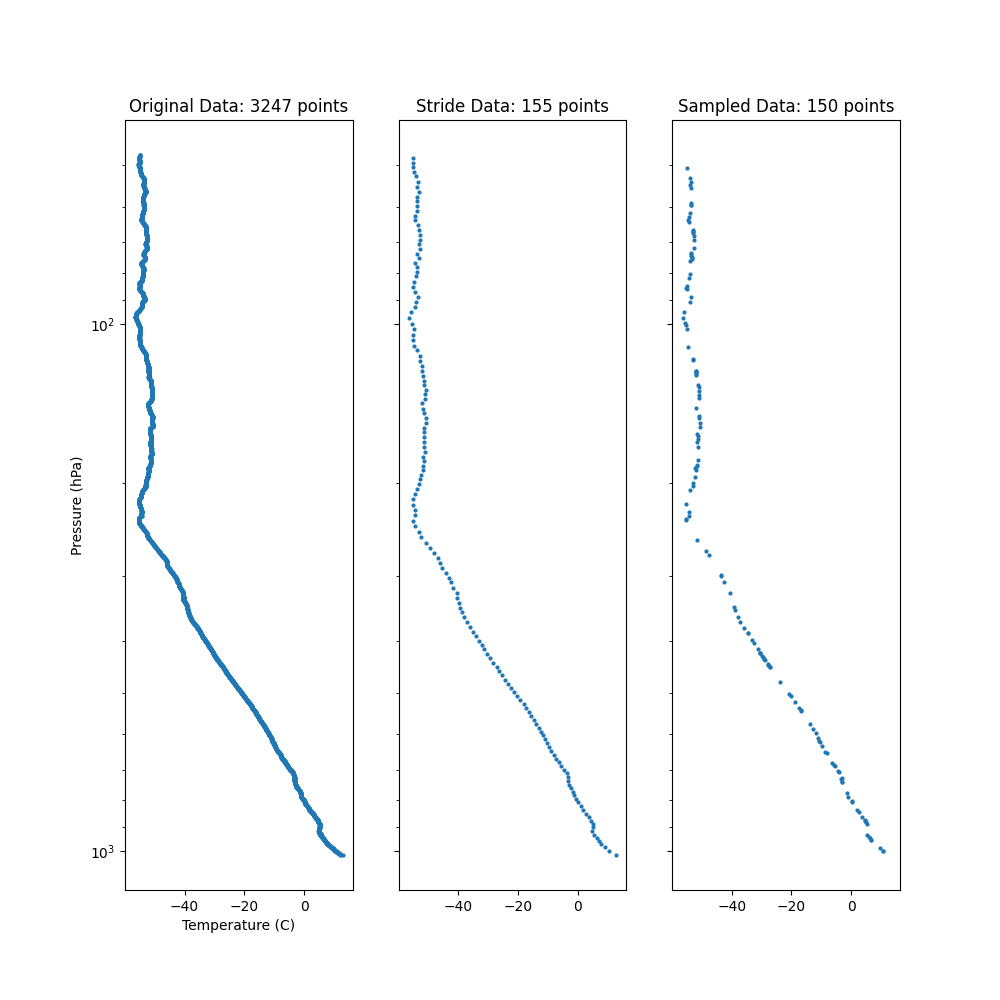 Original Data: 3247 points
Stride Data: 155 points
Sampled Data: 150 points
Pressure (hPa)
10²
10³
−40 −20 0
−40 −20 0
−40 −20 0
Temperature (C)